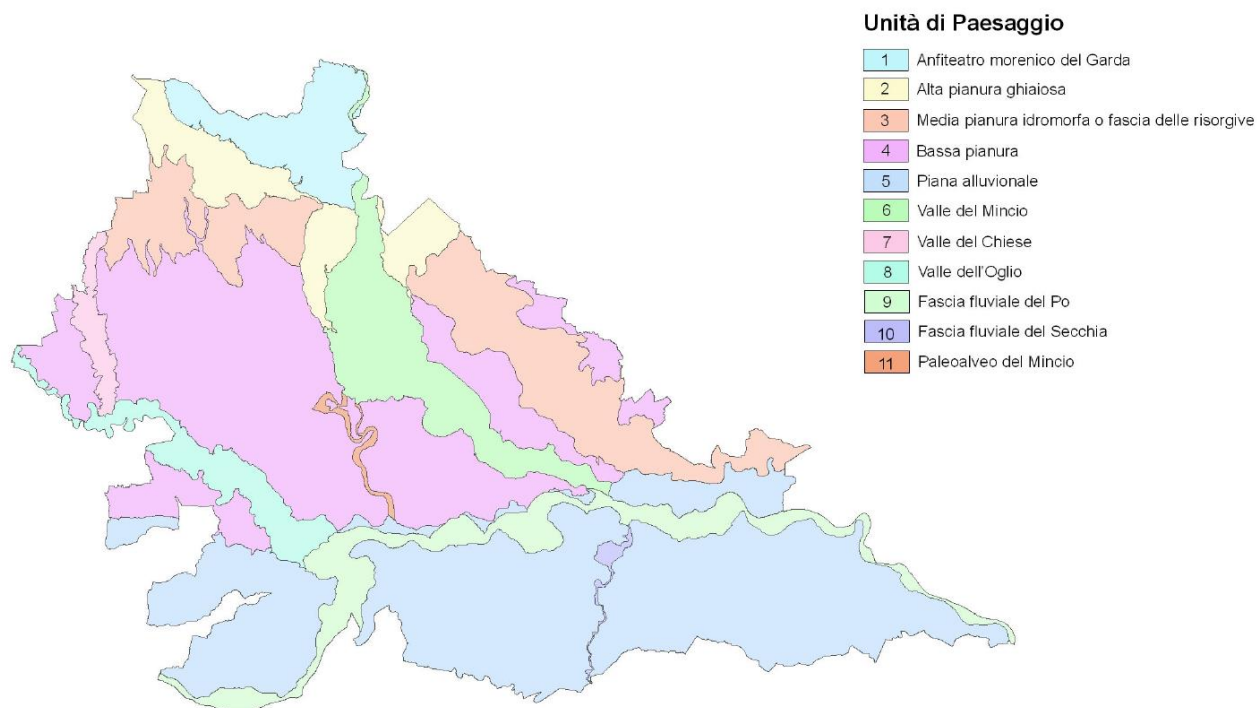 Unità di Paesaggio
1 Anfiteatro morenico del Garda
2 Alta pianura ghiaiosa
3 Media pianura idromorfa o fascia delle risorgive
4 Bassa pianura
5 Piana alluvionale
6 Valle del Mincio
7 Valle del Chiese
8 Valle dell'Oglio
9 Fascia fluviale del Po
10 Fascia fluviale del Secchia
11 Paleoalveo del Mincio